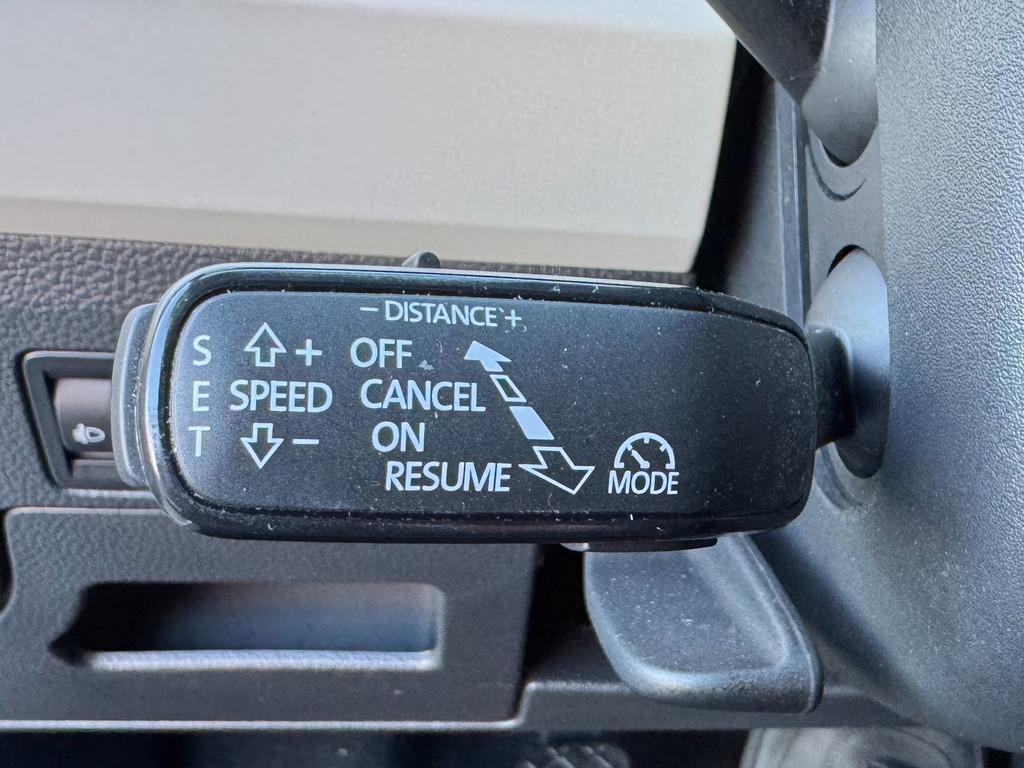 – DISTANCE +
S + OFF
E SPEED CANCEL
T – ON
RESUME MODE